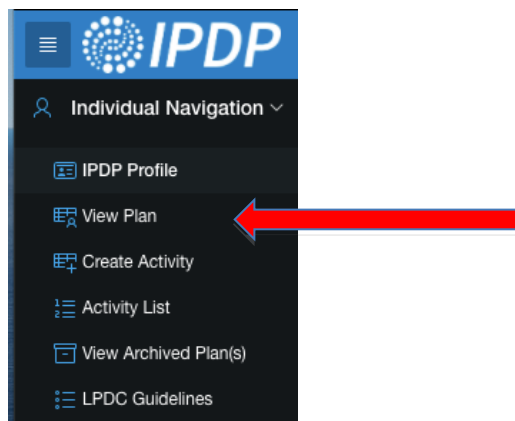 IPDP
Individual Navigation
IPDP Profile
View Plan
Create Activity
Activity List
View Archived Plan(s)
LPDC Guidelines